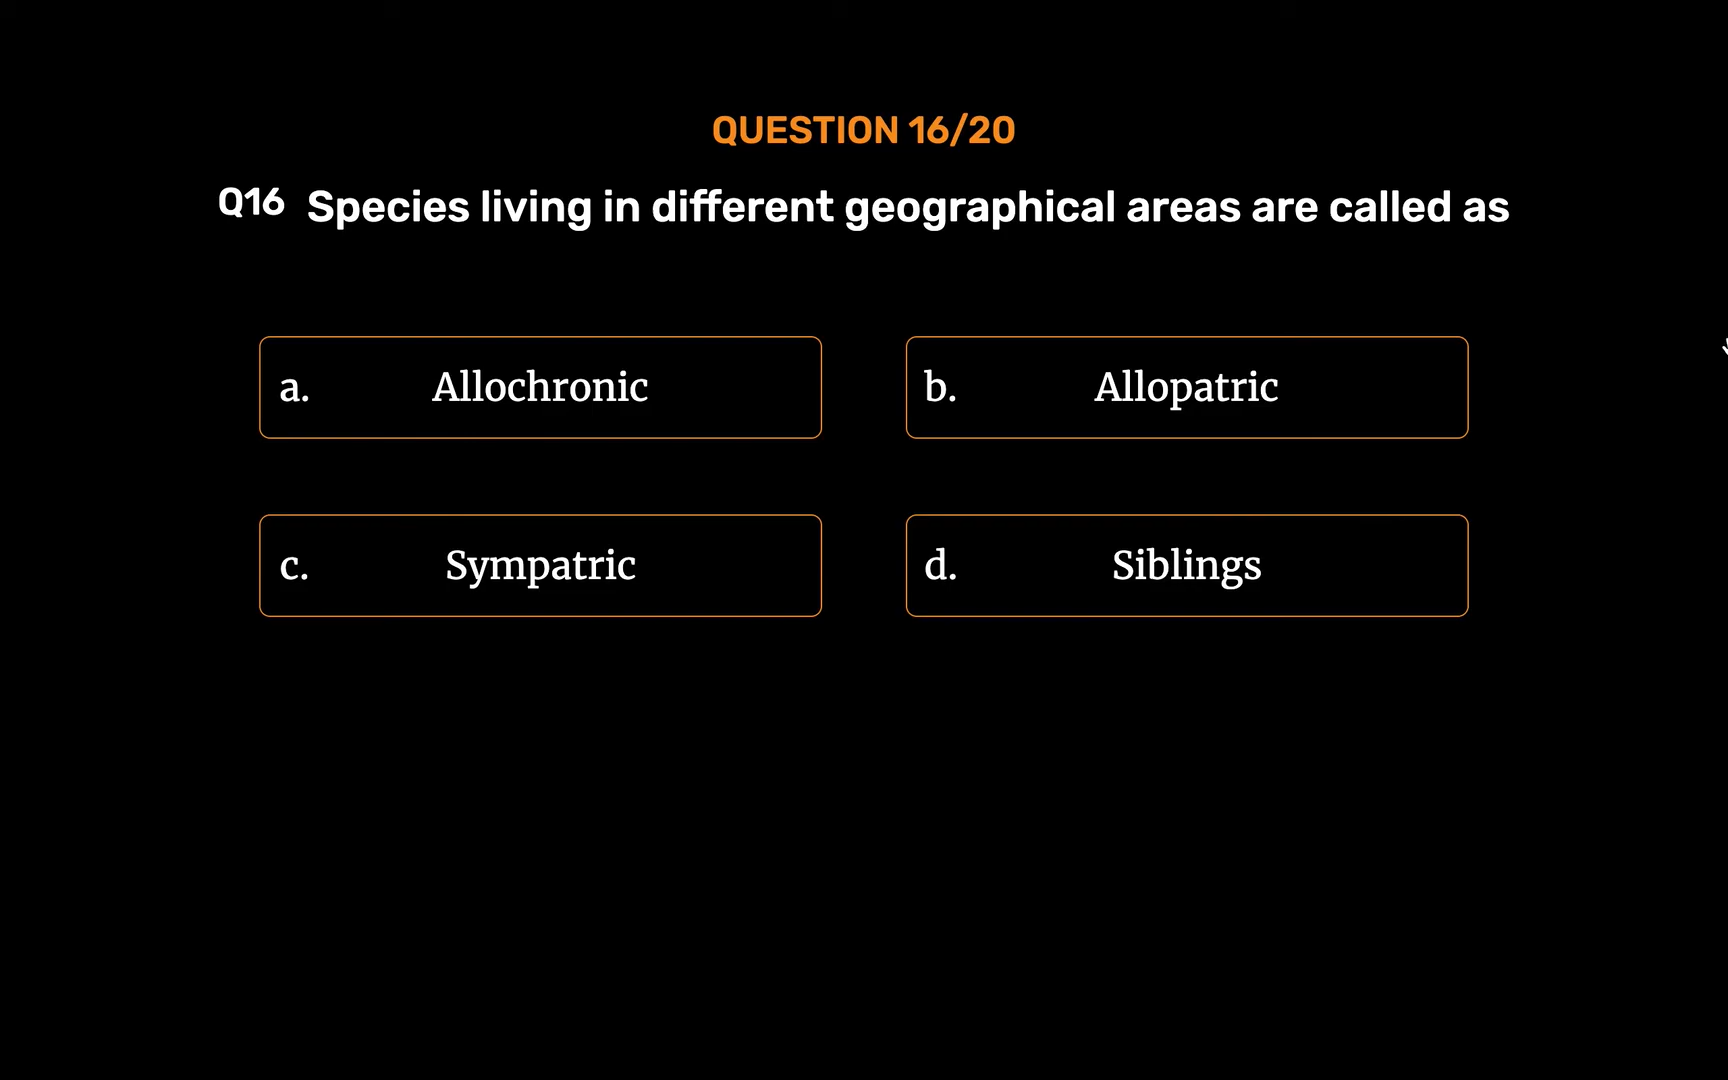 QUESTION 16/20
Q16 Species living in different geographical areas are called as
a. Allochronic
b. Allopatric
c. Sympatric
d. Siblings